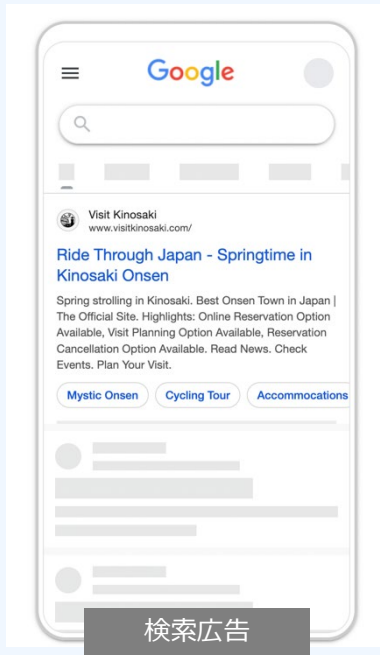 Google
Visit Kinosaki
www.visitkinosaki.com/
Ride Through Japan - Springtime in
Kinosaki Onsen
Spring strolling in Kinosaki. Best Onsen Town in Japan |
The Official Site. Highlights: Online Reservation Option
Available, Visit Planning Option Available, Reservation
Cancellation Option Available. Read News. Check
Events. Plan Your Visit.
Mystic Onsen Cycling Tour Accommocations
検索広告